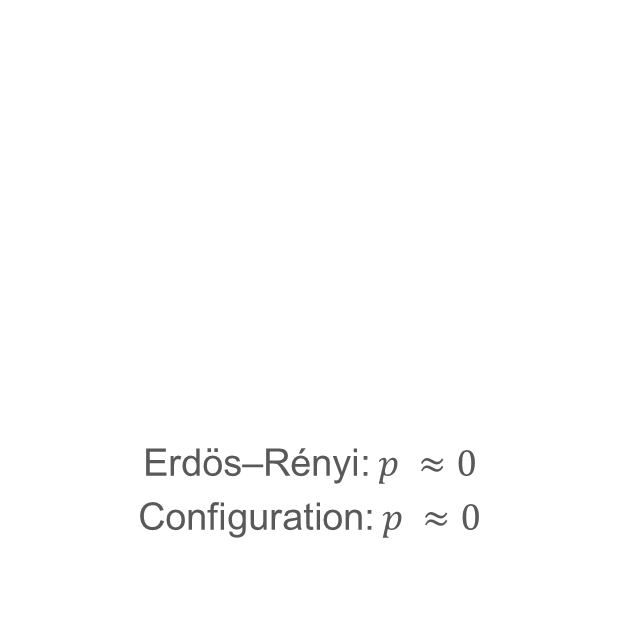 Erdös–Rényi: p ≈ 0
Configuration: p ≈ 0